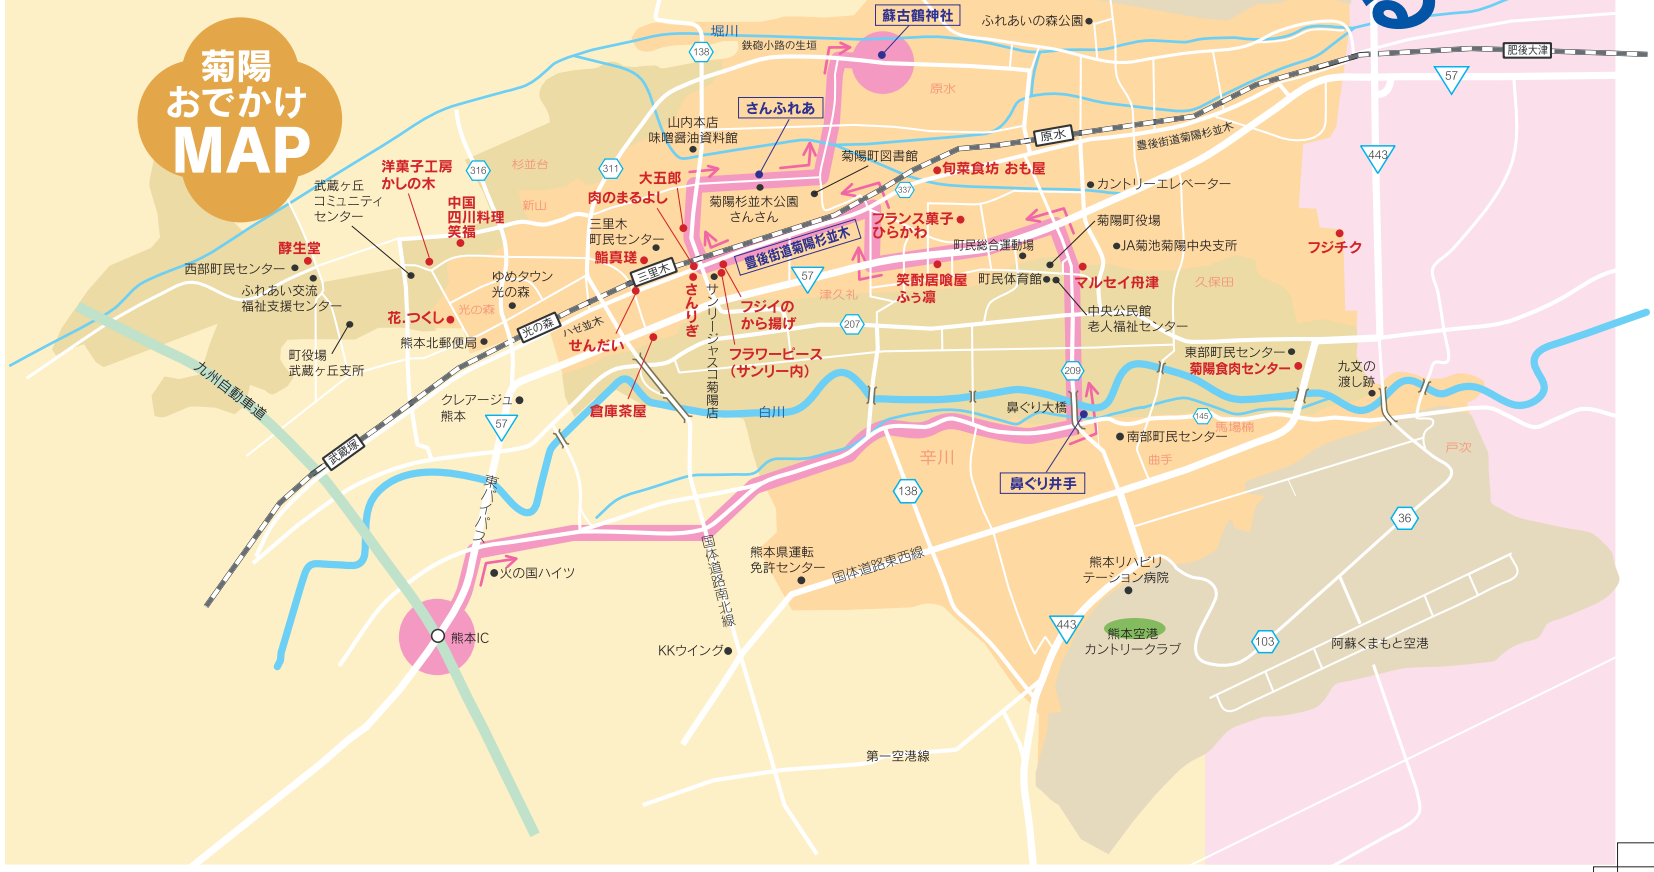 菊陽
おでかけ
MAP
堀川
鉄砲小路の生垣
138
蘇古鶴神社
ふれあいの森公園
肥後大津
57
443
原水
さんふれあ
山内本店
味噌醤油資料館
原水
豊後街道菊陽杉並木
菊陽町図書館
旬菜食坊 おも屋
337
カントリーエレベーター
洋菓子工房
かしの木
316
杉並台
311
武蔵ヶ丘
コミュニティ
センター
中国
四川料理
笑福
新山
大五郎
肉のまるよし
菊陽杉並木公園
さんさん
フランス菓子
ひらかわ
菊陽町役場
三里木
町民センター
鮨真瑳
豊後街道菊陽杉並木
町民総合運動場
JA菊池菊陽中央支所
フジチク
酵生堂
西部町民センター
ふれあい交流
福祉支援センター
ゆめタウン
光の森
三里木
57
津久礼
笑酎居喰屋
ふぅ凛
町民体育館
マルセイ舟津
久保田
花.つくし
光の森
光の森
ハゼ並木
せんだい
さんりぎ
サンリージャスコ菊陽店
フジイの
から揚げ
207
中央公民館
老人福祉センター
熊本北郵便局
町役場
武蔵ヶ丘支所
フラワーピース
(サンリー内)
東部町民センター
菊陽食肉センター
九文の
渡し跡
209
九州自動車道
クレアージュ
熊本
57
倉庫茶屋
白川
鼻ぐり大橋
145
馬場楠
南部町民センター
武蔵塚
辛川
曲手
戸次
東バイパス
138
鼻ぐり井手
36
国体道路南北線
熊本県運転
免許センター
国体道路東西線
熊本リハビリ
テーション病院
火の国ハイツ
熊本IC
KKウイング
443
熊本空港
カントリークラブ
103
阿蘇くまもと空港
第一空港線